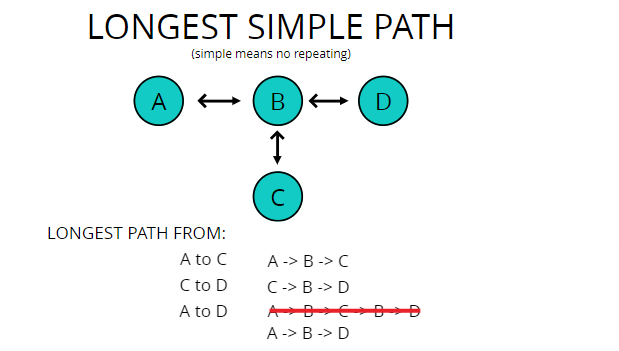 LONGEST SIMPLE PATH
(simple means no repeating)
A B D
C
LONGEST PATH FROM:
A to C A -> B -> C
C to D C -> B -> D
A to D A -> B -> C -> B -> D
A -> B -> D